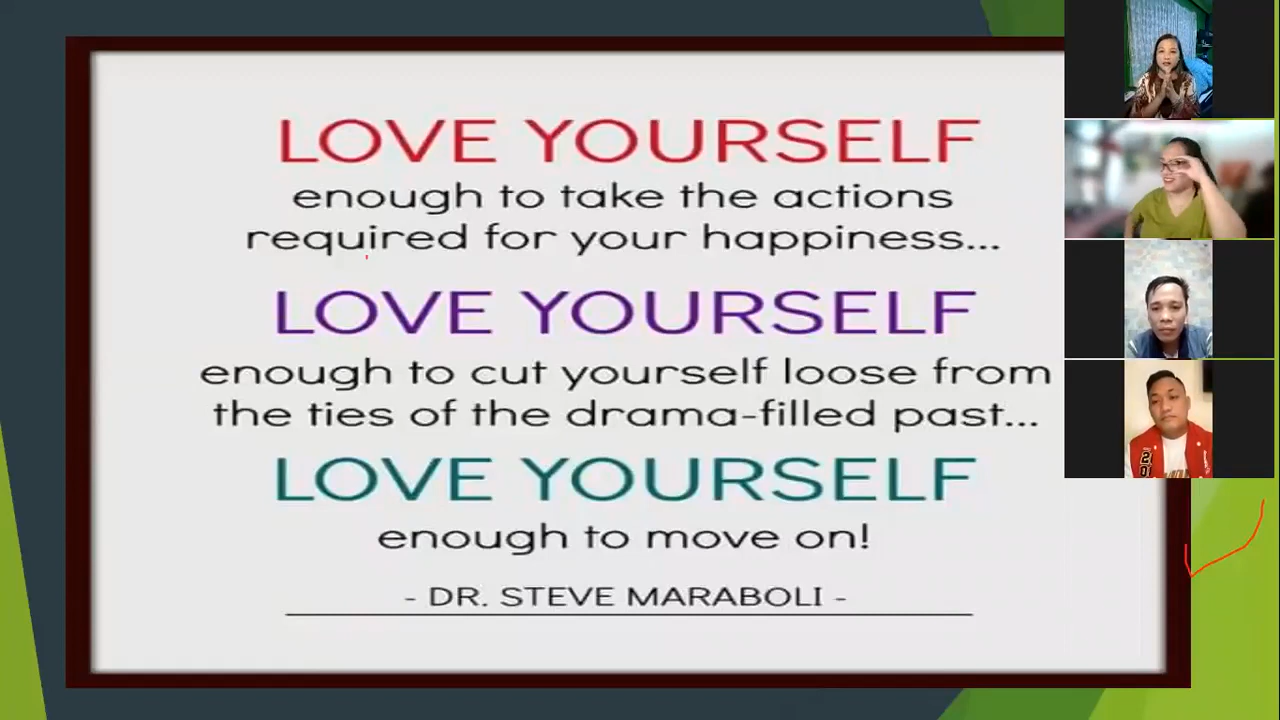 LOVE YOURSELF
enough to take the actions
required for your happiness...
LOVE YOURSELF
enough to cut yourself loose from
the ties of the drama-filled past...
LOVE YOURSELF
enough to move on!
- DR. STEVE MARABOLI -